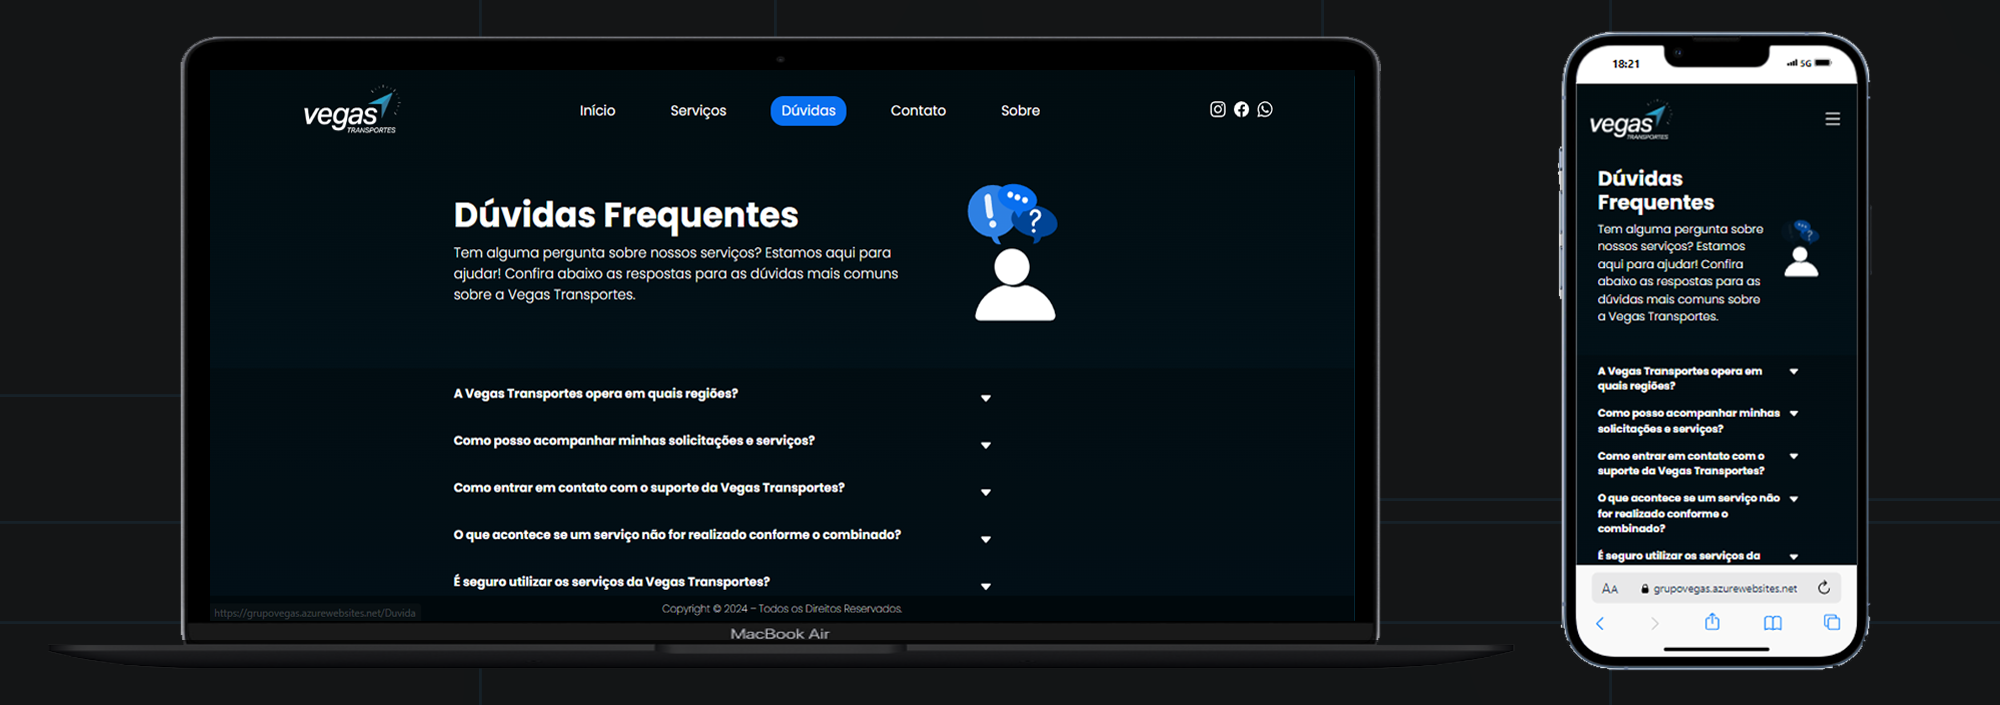 vegas
TRANSPORTES
Início
Serviços
Dúvidas
Contato
Sobre
Dúvidas Frequentes
Tem alguma pergunta sobre nossos serviços? Estamos aqui para
ajudar! Confira abaixo as respostas para as dúvidas mais comuns
sobre a Vegas Transportes.
!
?
A Vegas Transportes opera em quais regiões?
Como posso acompanhar minhas solicitações e serviços?
Como entrar em contato com o suporte da Vegas Transportes?
O que acontece se um serviço não for realizado conforme o combinado?
É seguro utilizar os serviços da Vegas Transportes?
https://grupovegas.azurewebsites.net/Duvida
Copyright © 2024 – Todos os Direitos Reservados.
MacBook Air
18:21
5G
vegas
TRANSPORTES
Dúvidas
Frequentes
Tem alguma pergunta sobre
nossos serviços? Estamos
aqui para ajudar! Confira
abaixo as respostas para as
dúvidas mais comuns sobre
a Vegas Transportes.
?
A Vegas Transportes opera em
quais regiões?
Como posso acompanhar minhas
solicitações e serviços?
Como entrar em contato com o
suporte da Vegas Transportes?
O que acontece se um serviço não
for realizado conforme o
combinado?
É seguro utilizar os serviços da
AA
grupovegas.azurewebsites.net